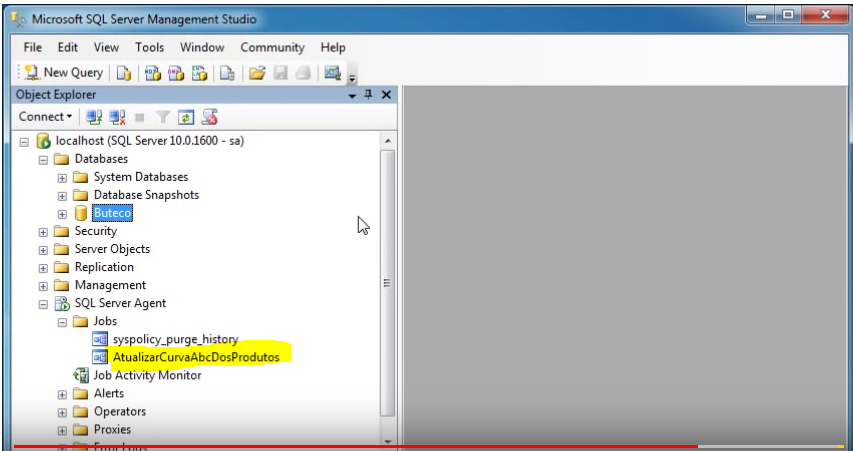 Microsoft SQL Server Management Studio
File Edit View Tools Window Community Help
New Query
Object Explorer
Connect
localhost (SQL Server 10.0.1600 - sa)
Databases
System Databases
Database Snapshots
Buteco
Security
Server Objects
Replication
Management
SQL Server Agent
Jobs
syspolicy_purge_history
AtualizarCurvaAbcDosProdutos
Job Activity Monitor
Alerts
Operators
Proxies